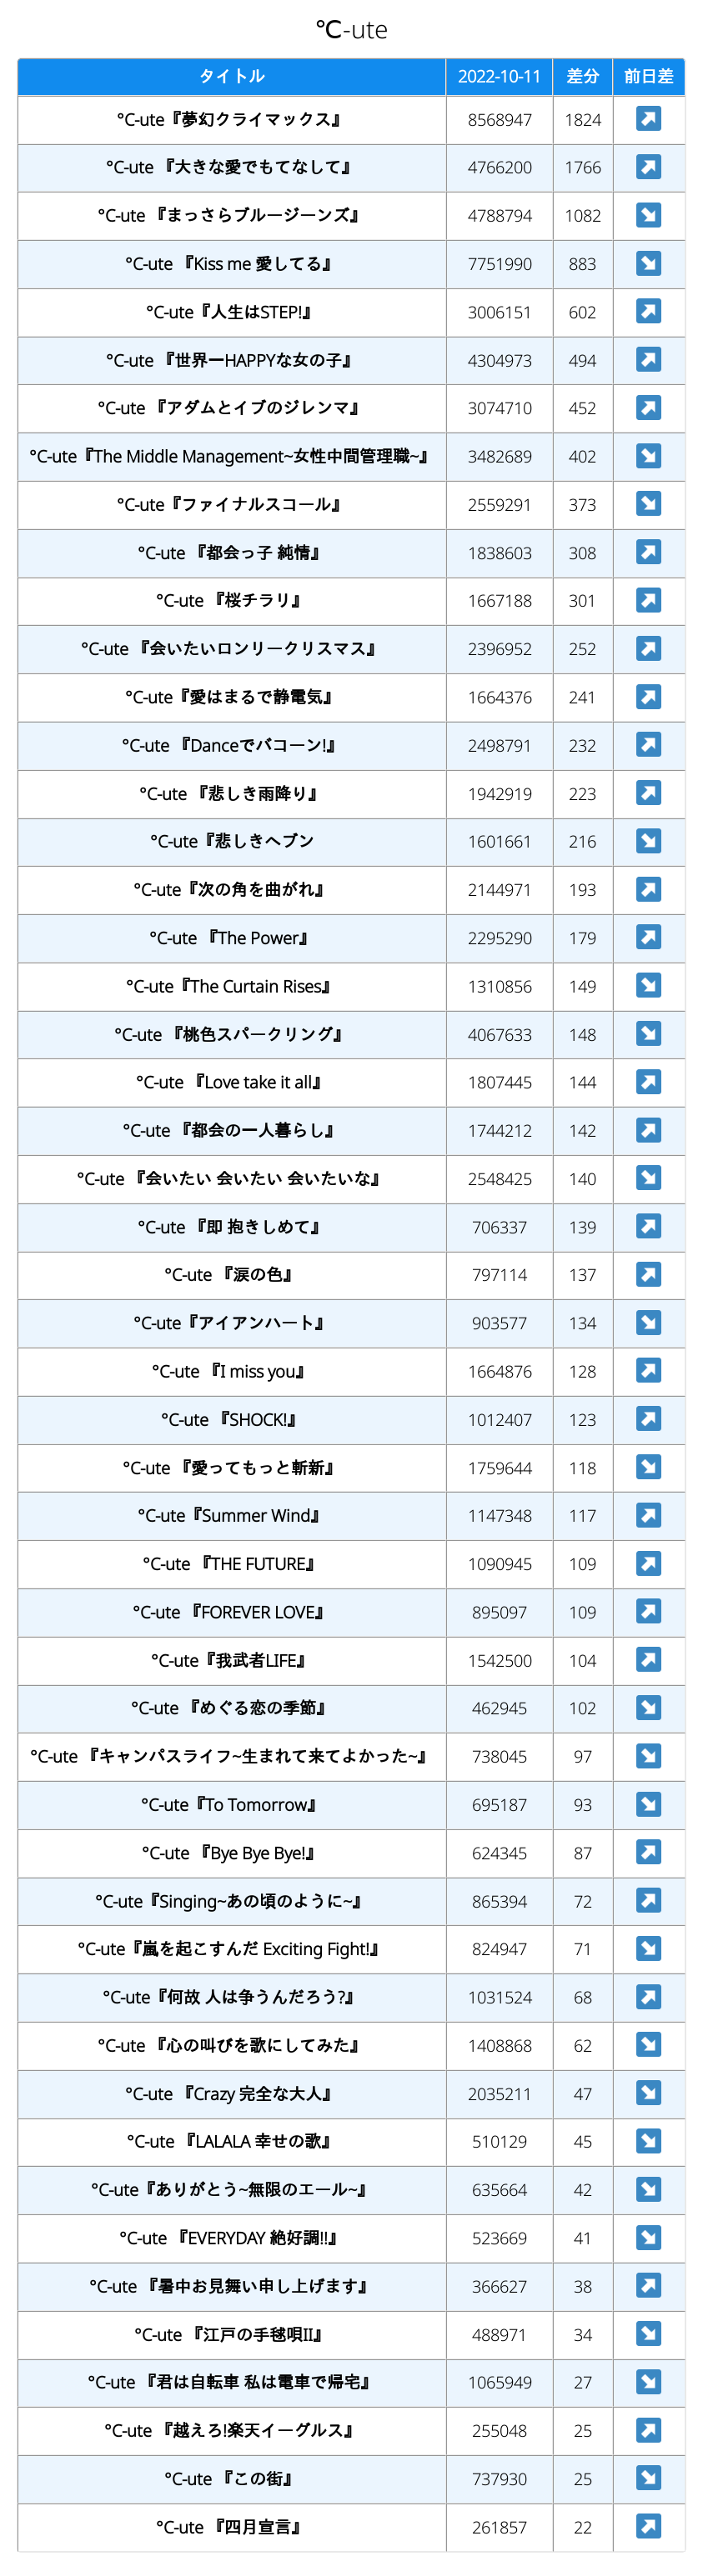 ℃-ute
タイトル 2022-10-11 差分 前日差
°C-ute『夢幻クライマックス』 8568947 1824 ↗
°C-ute 『大きな愛でもてなして』 4766200 1766 ↗
°C-ute 『まっさらブルージーンズ』 4788794 1082 ↘
°C-ute 『Kiss me 愛してる』 7751990 883 ↘
°C-ute『人生はSTEP!』 3006151 602 ↗
°C-ute 『世界一HAPPYな女の子』 4304973 494 ↗
°C-ute 『アダムとイブのジレンマ』 3074710 452 ↗
°C-ute『The Middle Management~女性中間管理職~』 3482689 402 ↘
°C-ute『ファイナルスコール』 2559291 373 ↘
°C-ute 『都会っ子 純情』 1838603 308 ↗
°C-ute 『桜チラリ』 1667188 301 ↗
°C-ute 『会いたいロンリークリスマス』 2396952 252 ↗
°C-ute『愛はまるで静電気』 1664376 241 ↗
°C-ute 『Danceでバコーン!』 2498791 232 ↗
°C-ute 『悲しき雨降り』 1942919 223 ↗
°C-ute『悲しきヘブン 1601661 216 ↘
°C-ute『次の角を曲がれ』 2144971 193 ↗
°C-ute 『The Power』 2295290 179 ↗
°C-ute『The Curtain Rises』 1310856 149 ↘
°C-ute 『桃色スパークリング』 4067633 148 ↘
°C-ute 『Love take it all』 1807445 144 ↗
°C-ute 『都会の一人暮らし』 1744212 142 ↗
°C-ute 『会いたい 会いたい 会いたいな』 2548425 140 ↘
°C-ute 『即 抱きしめて』 706337 139 ↗
°C-ute 『涙の色』 797114 137 ↗
°C-ute『アイアンハート』 903577 134 ↘
°C-ute 『I miss you』 1664876 128 ↗
°C-ute 『SHOCK!』 1012407 123 ↗
°C-ute 『愛ってもっと斬新』 1759644 118 ↘
°C-ute『Summer Wind』 1147348 117 ↗
°C-ute 『THE FUTURE』 1090945 109 ↗
°C-ute 『FOREVER LOVE』 895097 109 ↗
°C-ute『我武者LIFE』 1542500 104 ↗
°C-ute 『めぐる恋の季節』 462945 102 ↘
°C-ute 『キャンパスライフ~生まれて来てよかった~』 738045 97 ↘
°C-ute『To Tomorrow』 695187 93 ↘
°C-ute 『Bye Bye Bye!』 624345 87 ↗
°C-ute『Singing~あの頃のように~』 865394 72 ↗
°C-ute『嵐を起こすんだ Exciting Fight!』 824947 71 ↘
°C-ute『何故 人は争うんだろう?』 1031524 68 ↗
°C-ute 『心の叫びを歌にしてみた』 1408868 62 ↘
°C-ute 『Crazy 完全な大人』 2035211 47 ↘
°C-ute 『LALALA 幸せの歌』 510129 45 ↘
°C-ute『ありがとう~無限のエール~』 635664 42 ↘
°C-ute 『EVERYDAY 絶好調!!』 523669 41 ↘
°C-ute 『暑中お見舞い申し上げます』 366627 38 ↗
°C-ute 『江戸の手毬唄II』 488971 34 ↘
°C-ute 『君は自転車 私は電車で帰宅』 1065949 27 ↘
°C-ute 『越えろ!楽天イーグルス』 255048 25 ↗
°C-ute 『この街』 737930 25 ↘
°C-ute 『四月宣言』 261857 22 ↗